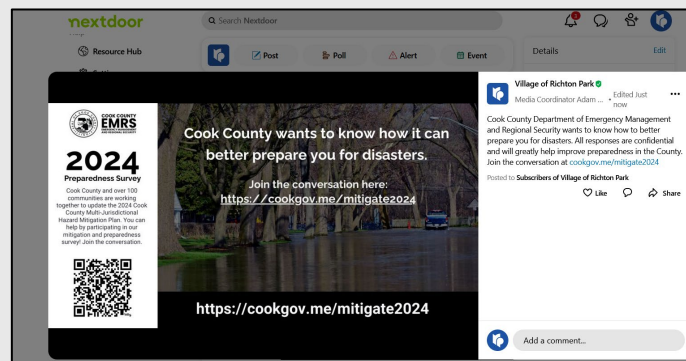 nextdoor
Search Nextdoor
3
Resource Hub
Post
Poll
Alert
Event
Details
Edit
COOK COUNTY
EMRS
EMERGENCY MANAGEMENT
AND REGIONAL SECURITY
2024
Preparedness Survey
Cook County and over 100
communities are working
together to update the 2024 Cook
County Multi-Jurisdictional
Hazard Mitigation Plan. You can
help by participating in our
mitigation and preparedness
survey! Join the conversation.
Cook County wants to know how it can
better prepare you for disasters.
Join the conversation here:
https://cookgov.me/mitigate2024
https://cookgov.me/mitigate2024
Village of Richton Park
Media Coordinator Adam ... • Edited Just
now
Cook County Department of Emergency Management
and Regional Security wants to know how to better
prepare you for disasters. All responses are confidential
and will greatly help improve preparedness in the County.
Join the conversation at cookgov.me/mitigate2024
Posted to Subscribers of Village of Richton Park
Like
Share
Add a comment...